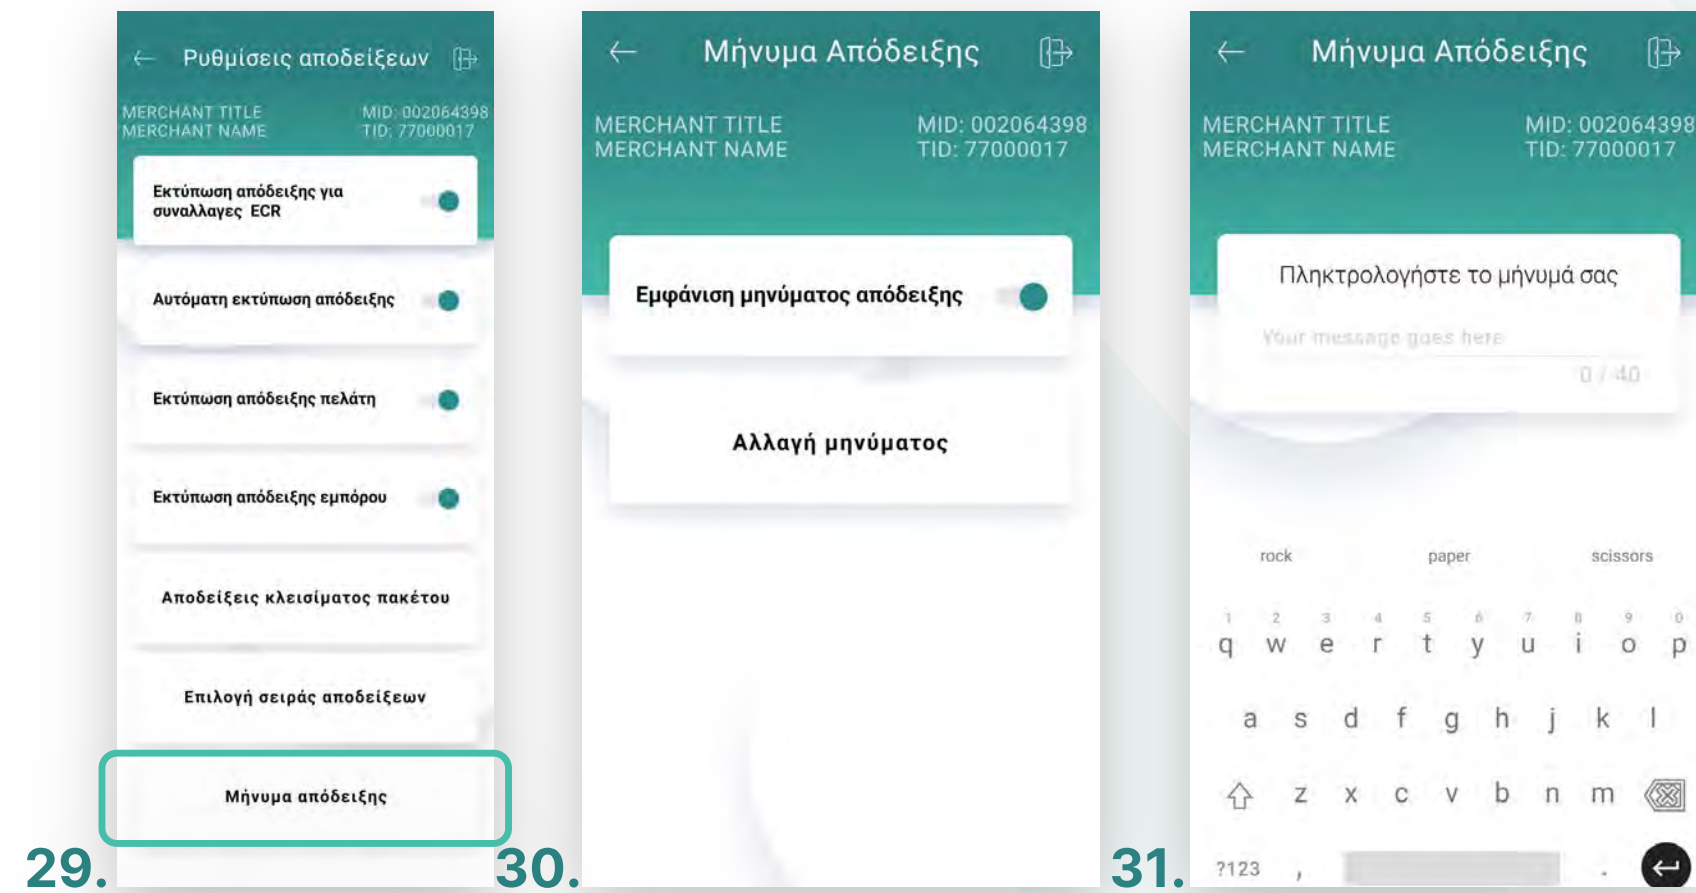 Ρυθμίσεις αποδείξεων
MERCHANT TITLE MID: 002064398
MERCHANT NAME TID: 77000017
Εκτύπωση απόδειξης για
συναλλαγες ECR
Αυτόματη εκτύπωση απόδειξης
Εκτύπωση απόδειξης πελάτη
Εκτύπωση απόδειξης εμπόρου
Αποδείξεις κλεισίματος πακέτου
Επιλογή σειράς αποδείξεων
Μήνυμα απόδειξης
29.
Μήνυμα Απόδειξης
MERCHANT TITLE MID: 002064398
MERCHANT NAME TID: 77000017
Εμφάνιση μηνύματος απόδειξης
Αλλαγή μηνύματος
30.
Μήνυμα Απόδειξης
MERCHANT TITLE MID: 002064398
MERCHANT NAME TID: 77000017
Πληκτρολογήστε το μήνυμά σας
Your message goes here
0 / 40
rock paper scissors
1 2 3 4 5 6 7 8 9 0
q w e r t y u i o p
a s d f g h j k l
z x c v b n m
?123 , .
31.